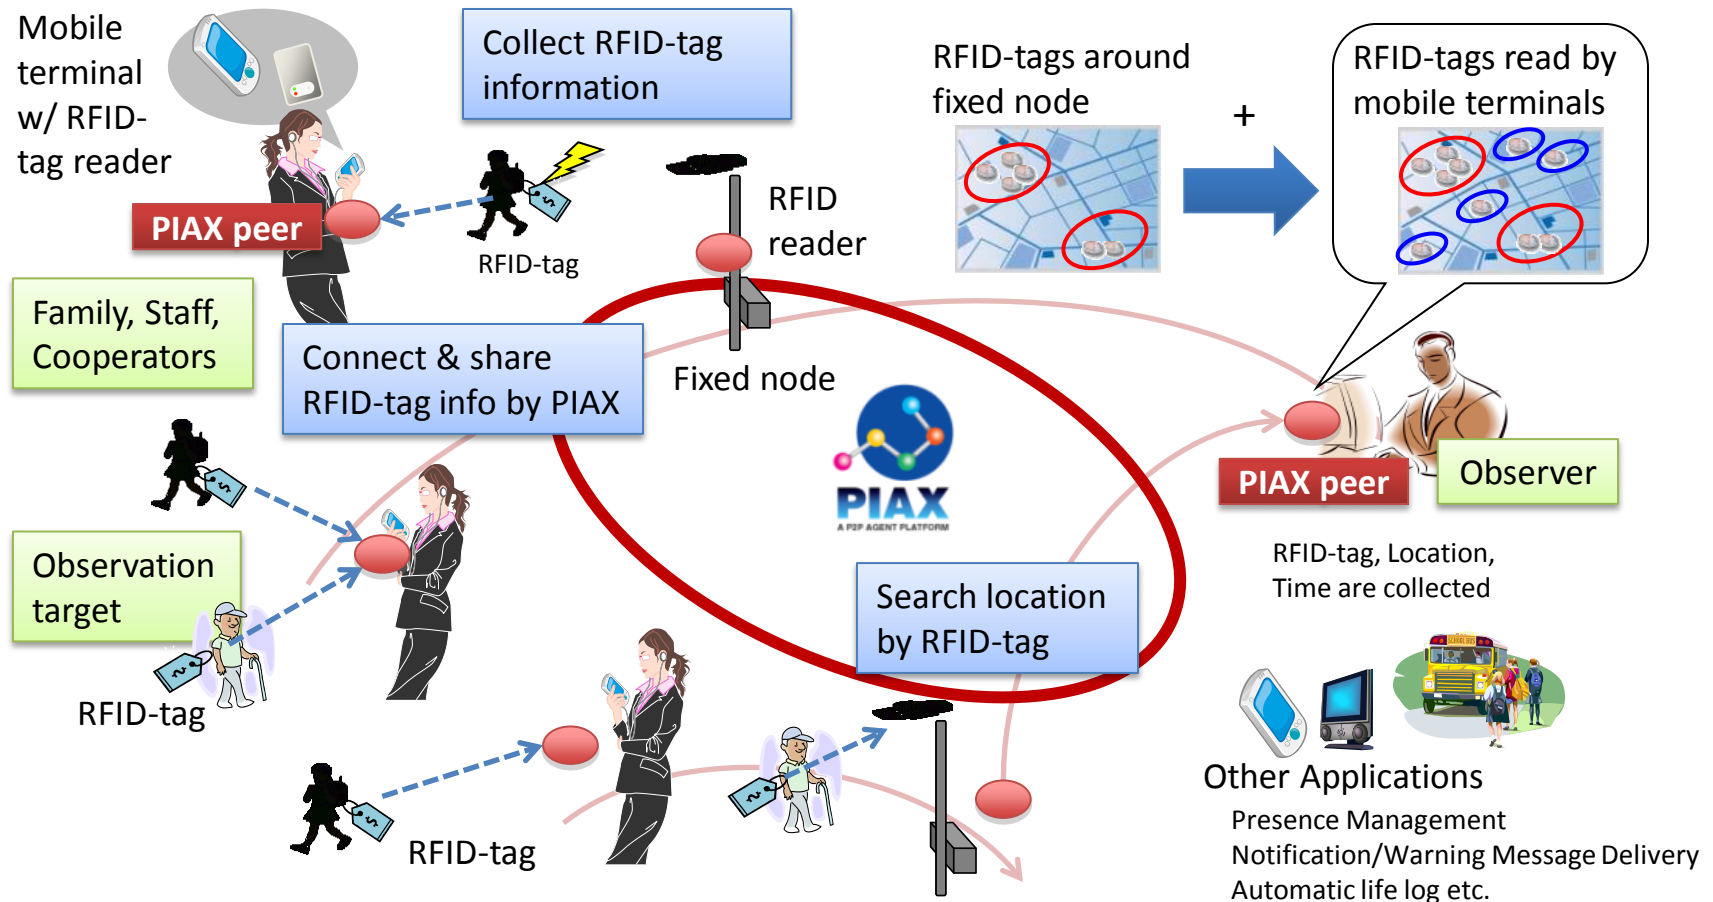 Mobile
terminal
w/ RFID-
tag reader
Collect RFID-tag
information
RFID-tags around
fixed node
+
RFID-tags read by
mobile terminals
PIAX peer
RFID-tag
RFID
reader
Family, Staff,
Cooperators
Connect & share
RFID-tag info by PIAX
Fixed node
PIAX
A P2P AGENT PLATFORM
PIAX peer
Observer
Observation
target
RFID-tag, Location,
Time are collected
Search location
by RFID-tag
RFID-tag
SCHOOL BUS
RFID-tag
Other Applications
Presence Management
Notification/Warning Message Delivery
Automatic life log etc.